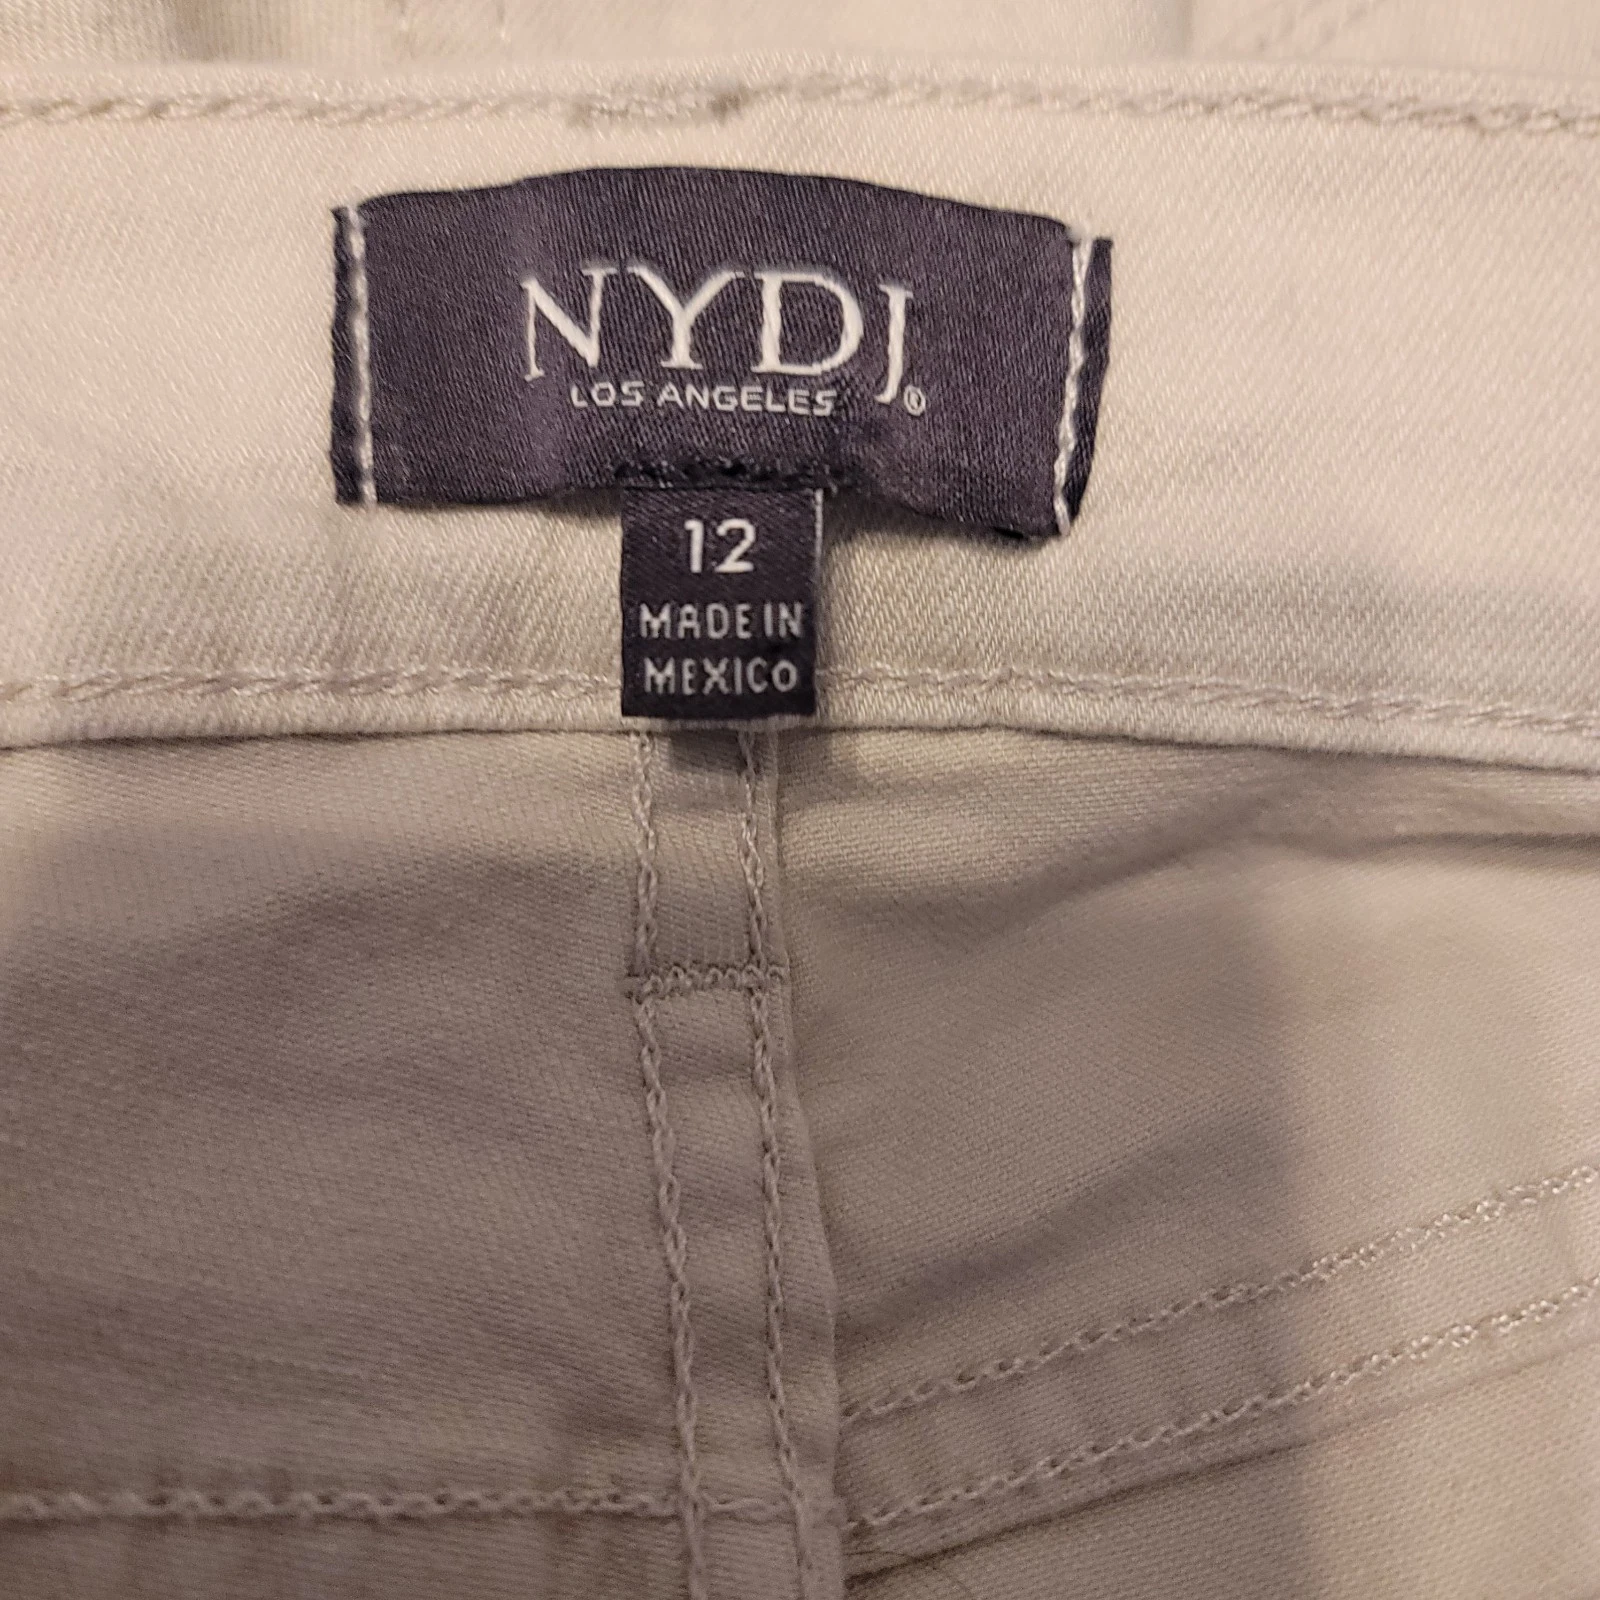 NYDJ®
LOS ANGELES
12
MADE IN
MEXICO